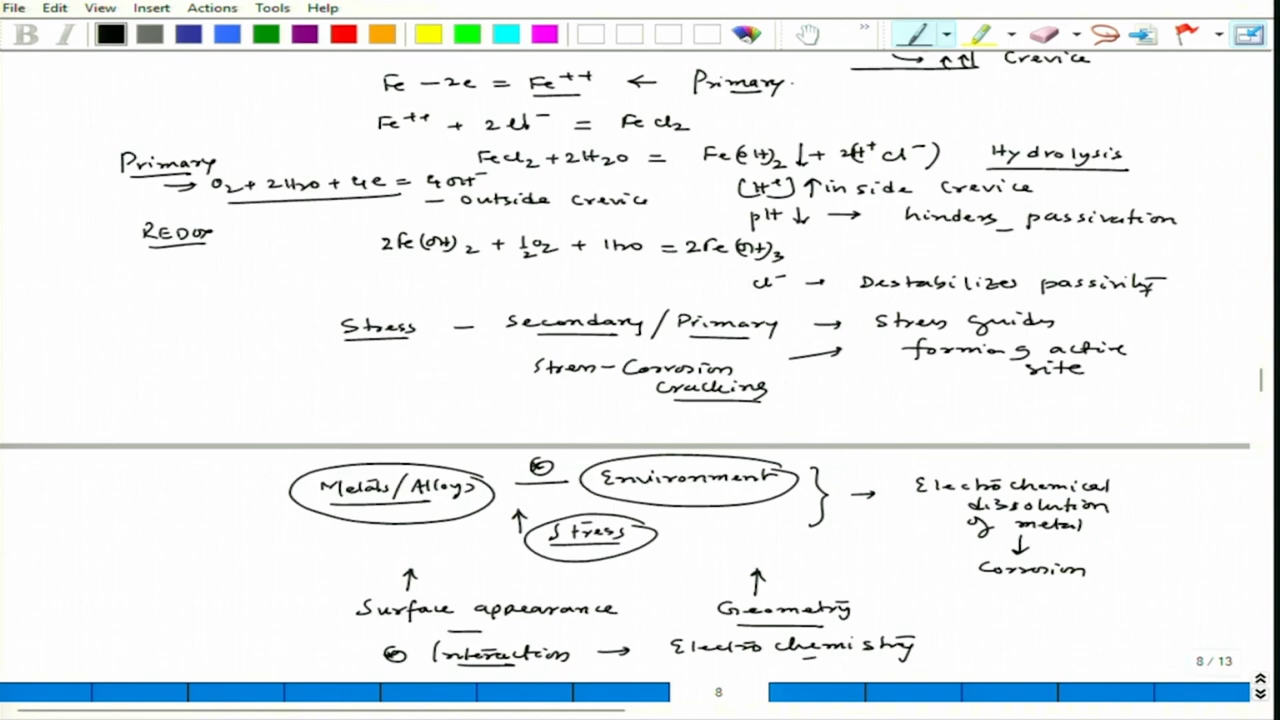 File Edit View Insert Actions Tools Help
B I
→ ↑↑↓ Crevice
Fe - 2e = Fe++ ← Primary.
Fe++ + 2Cl- = FeCl2
Primary
FeCl2 + 2H2O = Fe(OH)2 ↓ + 2(H+ Cl-) Hydrolysis
→ O2 + 2H2O + 4e = 4OH-
- outside crevice
[H+] ↑ inside crevice
pH ↓ → hinders passivation
REDOX
2Fe(OH)2 + 1/2 O2 + H2O = 2Fe(OH)3
Cl- → Destabilizes passivity
Stress - Secondary / Primary → Stress guides
forming active
site
Stress-Corrosion
Cracking
Metals/Alloys Environment } → Electrochemical
dissolution
of metal
↓
Corrosion
↑ Stress
↑ ↑
Surface appearance Geometry
Interaction → Electrochemistry
8 / 13
8